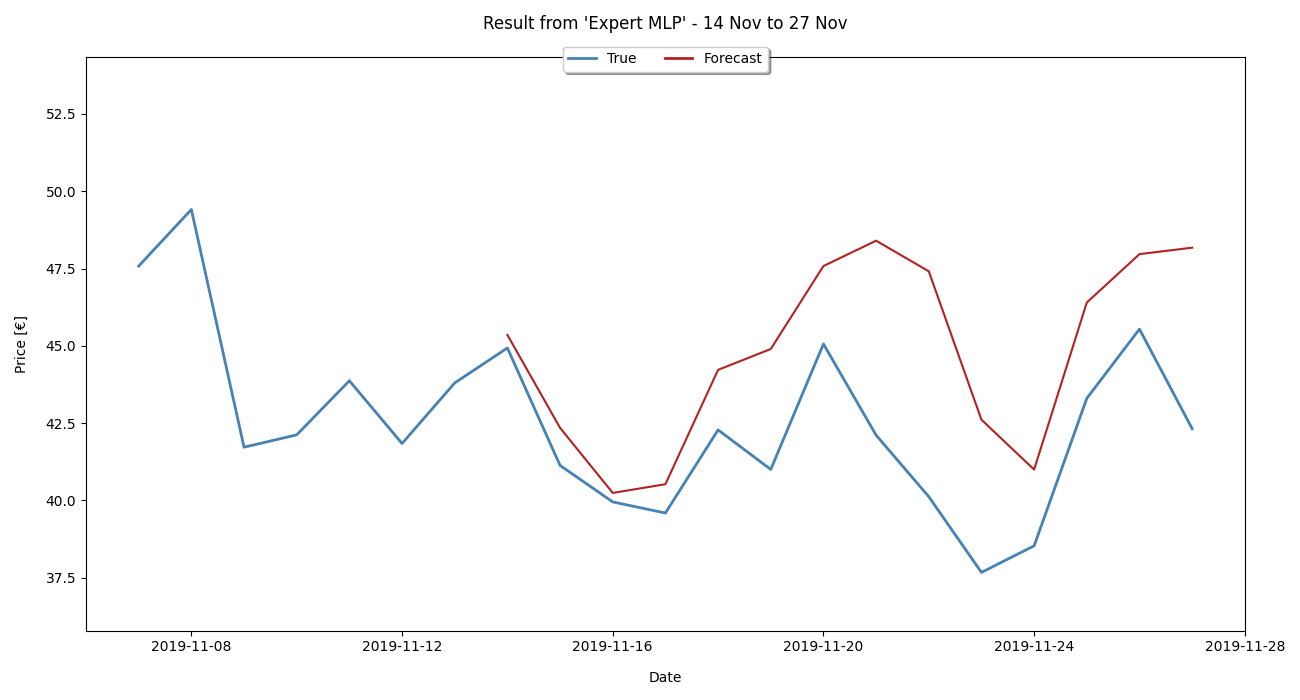 Result from 'Expert MLP' - 14 Nov to 27 Nov
True Forecast
52.5
50.0
47.5
45.0
42.5
40.0
37.5
Price [€]
2019-11-08 2019-11-12 2019-11-16 2019-11-20 2019-11-24 2019-11-28
Date